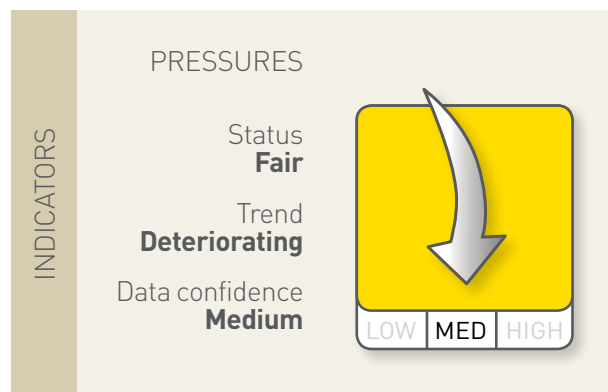 INDICATORS
PRESSURES
Status
Fair
Trend
Deteriorating
Data confidence
Medium
LOW MED HIGH